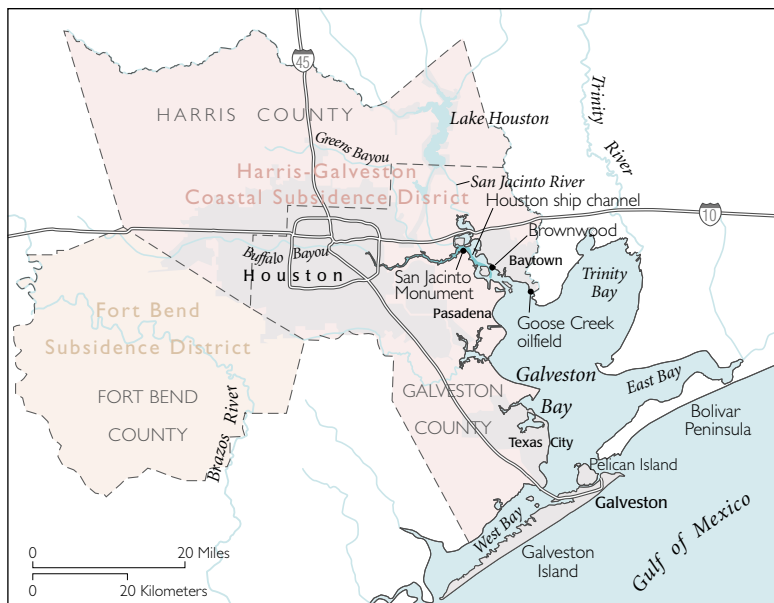 45
HARRIS COUNTY
Lake Houston
Trinity
River
Greens Bayou
Harris-Galveston
Coastal Subsidence District
San Jacinto River
Houston ship channel
10
Brownwood
Buffalo Bayou
Houston
San Jacinto
Monument
Baytown
Trinity
Bay
Fort Bend
Subsidence District
Pasadena
Goose Creek
oilfield
FORT BEND
COUNTY
Brazos River
GALVESTON
COUNTY
Galveston
Bay
East Bay
Texas City
Bolivar
Peninsula
Pelican Island
Galveston
West Bay
Galveston
Island
Gulf of Mexico
0 20 Miles
0 20 Kilometers